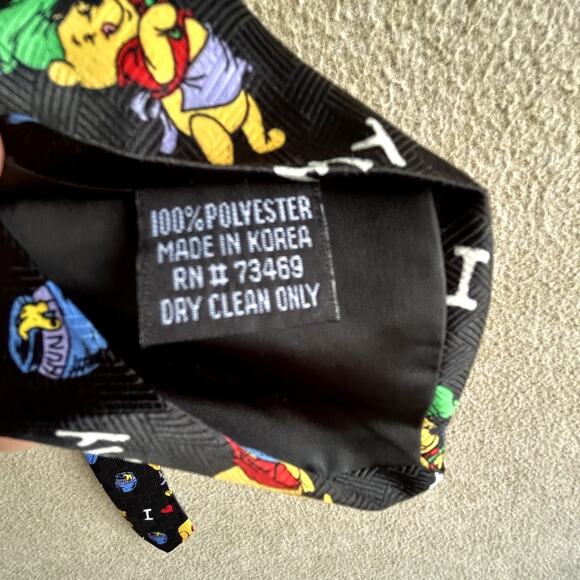 100% POLYESTER
MADE IN KOREA
RN # 73469
DRY CLEAN ONLY
I
I